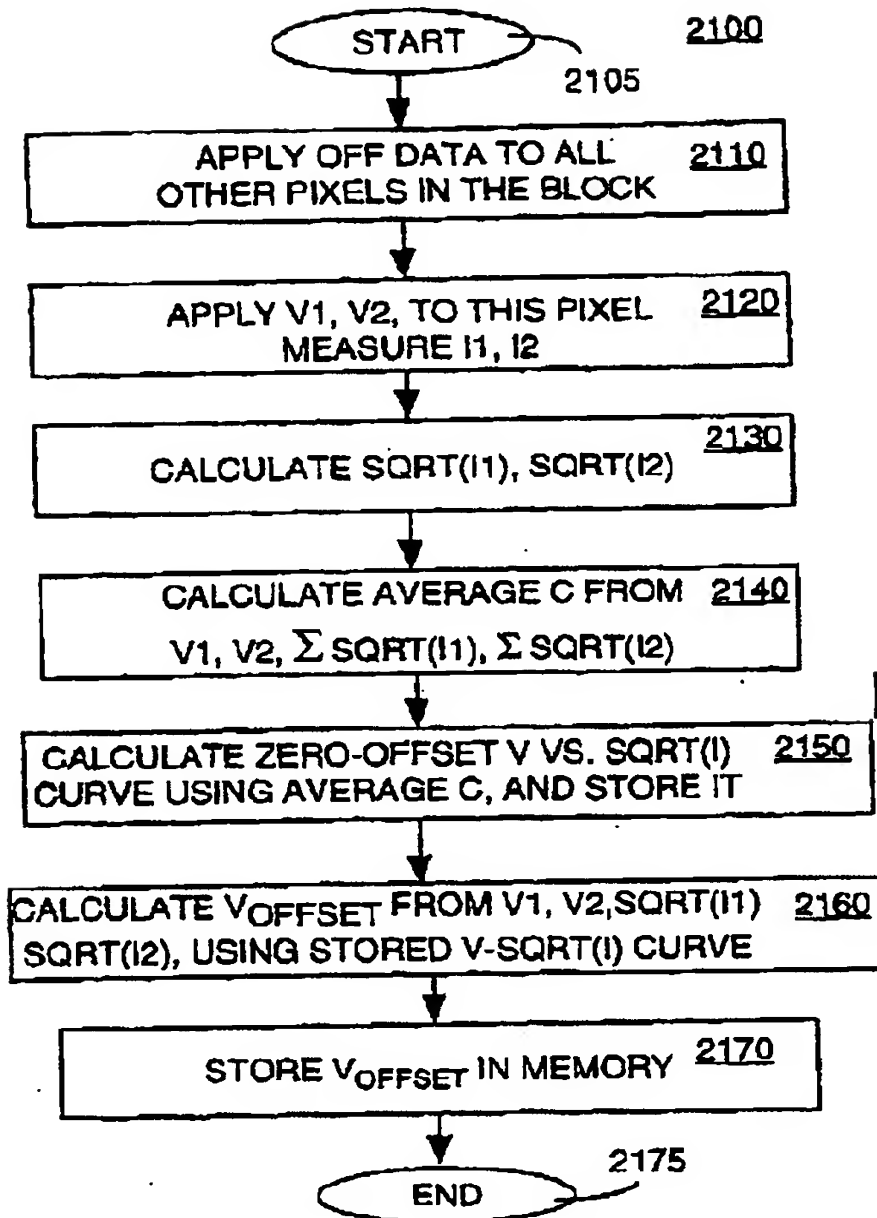 START 2100
2105
APPLY OFF DATA TO ALL 2110
OTHER PIXELS IN THE BLOCK
APPLY V1, V2, TO THIS PIXEL 2120
MEASURE I1, I2
2130
CALCULATE SQRT(I1), SQRT(I2)
CALCULATE AVERAGE C FROM 2140
V1, V2, Σ SQRT(I1), Σ SQRT(I2)
CALCULATE ZERO-OFFSET V VS. SQRT(I) 2150
CURVE USING AVERAGE C, AND STORE IT
CALCULATE VOFFSET FROM V1, V2,SQRT(I1) 2160
SQRT(I2), USING STORED V-SQRT(I) CURVE
STORE VOFFSET IN MEMORY 2170
2175
END